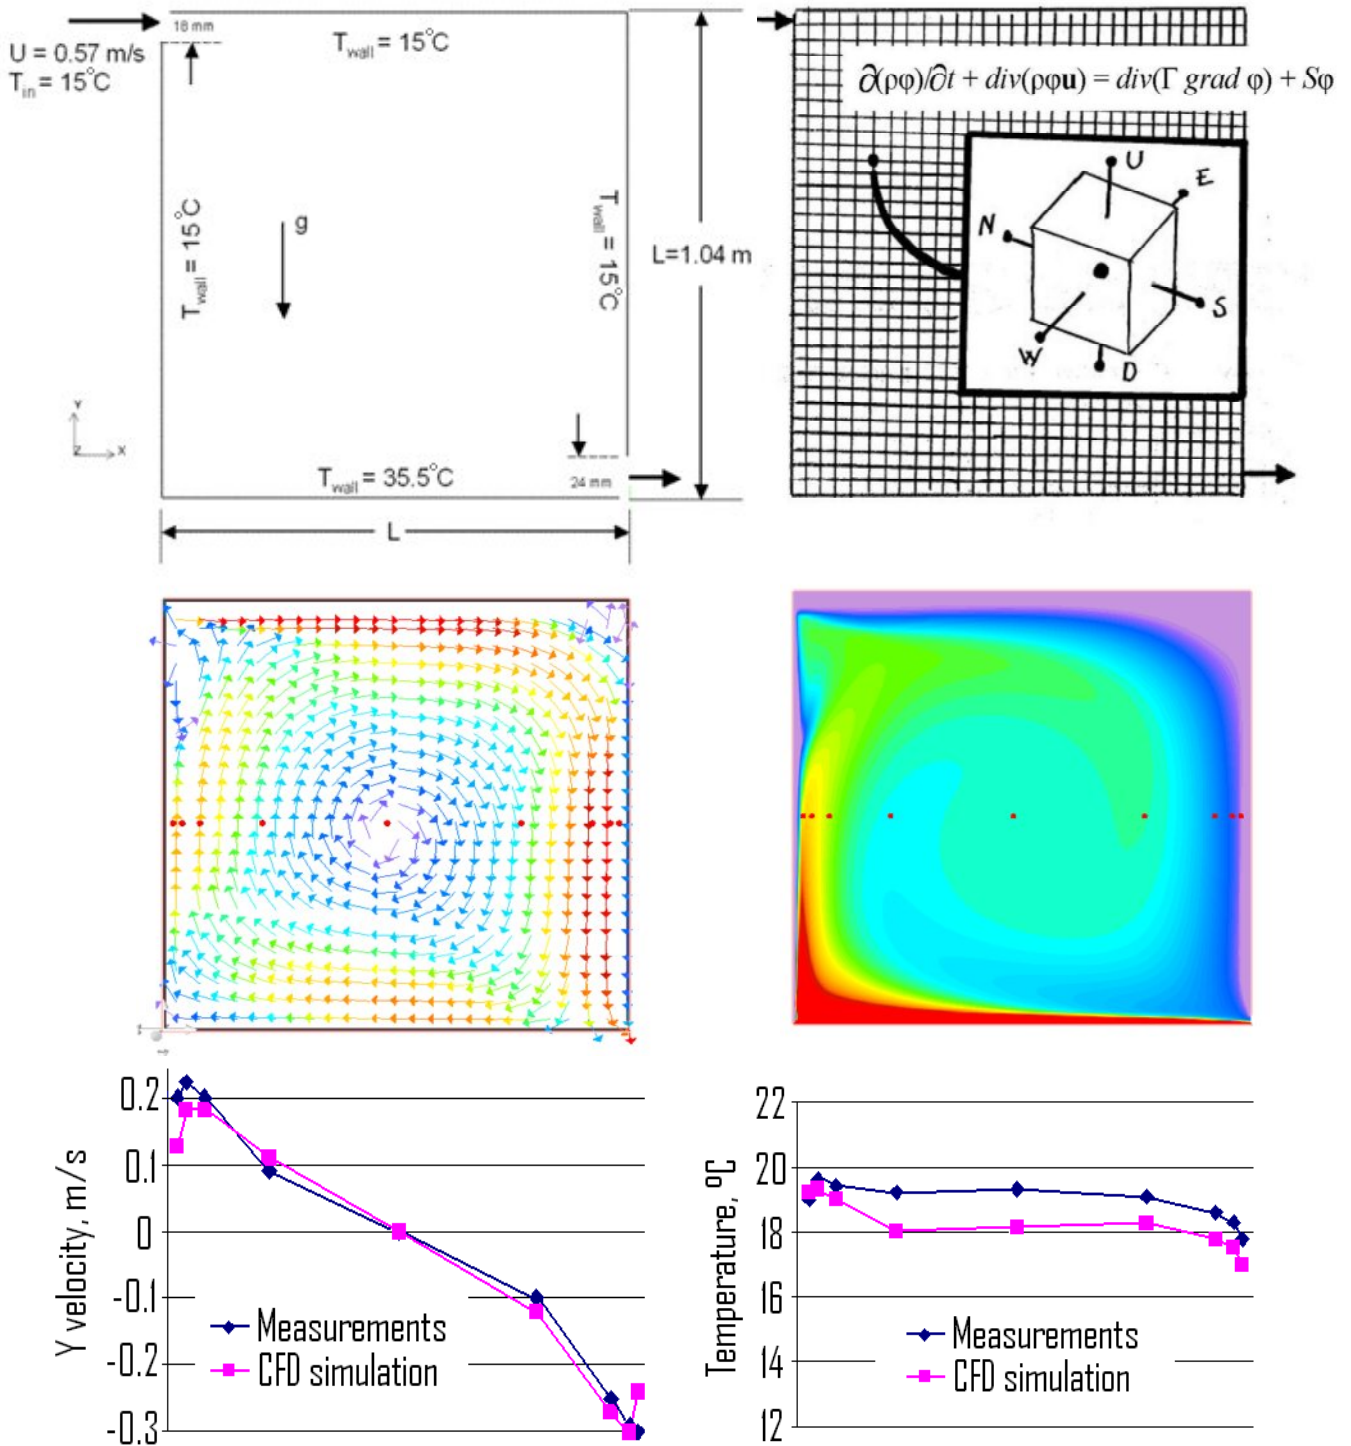 18 mm
U = 0.57 m/s
T_in = 15°C
T_wall = 15°C
T_wall = 15°C
g
T_wall = 15°C
L=1.04 m
Y
Z X
T_wall = 35.5°C
24 mm
L
∂(ρφ)/∂t + div(ρφu) = div(Γ grad φ) + Sφ
U
E
N
S
W
D
Y velocity, m/s
0.2
0.1
0
-0.1
-0.2
-0.3
Measurements
CFD simulation
Temperature, ºC
22
20
18
16
14
12
Measurements
CFD simulation